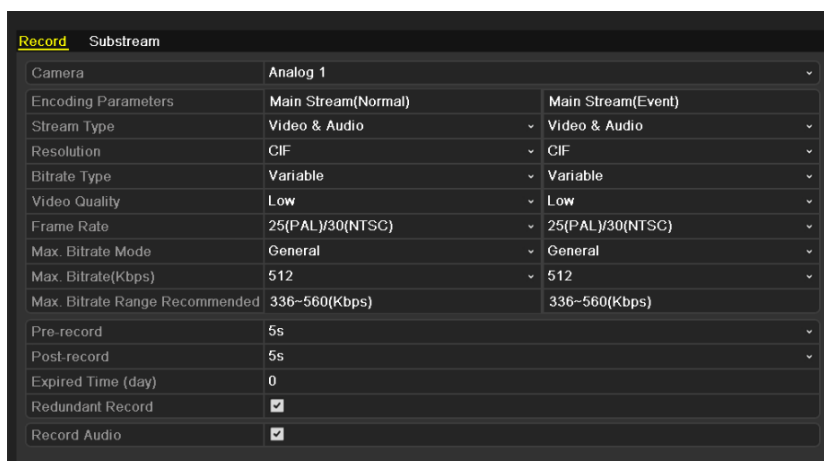 Record Substream
Camera Analog 1
Encoding Parameters Main Stream(Normal) Main Stream(Event)
Stream Type Video & Audio Video & Audio
Resolution CIF CIF
Bitrate Type Variable Variable
Video Quality Low Low
Frame Rate 25(PAL)/30(NTSC) 25(PAL)/30(NTSC)
Max. Bitrate Mode General General
Max. Bitrate(Kbps) 512 512
Max. Bitrate Range Recommended 336~560(Kbps) 336~560(Kbps)
Pre-record 5s
Post-record 5s
Expired Time (day) 0
Redundant Record
Record Audio